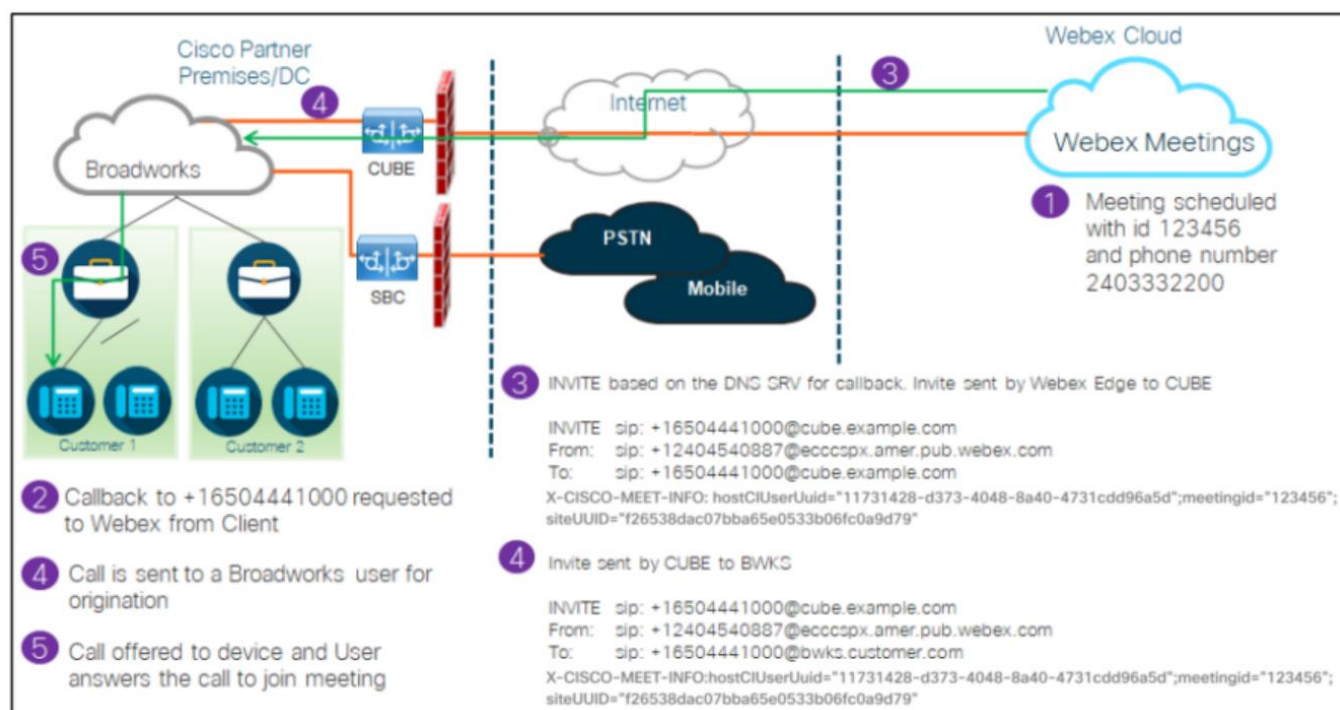 Cisco Partner
Premises/DC
Webex Cloud
4
3
Internet
Broadworks
CUBE
Webex Meetings
1 Meeting scheduled
with id 123456
and phone number
2403332200
5
SBC
PSTN
Mobile
Customer 1
Customer 2
3 INVITE based on the DNS SRV for callback. Invite sent by Webex Edge to CUBE
INVITE sip: +16504441000@cube.example.com
From: sip: +12404540887@ecccspx.amer.pub.webex.com
To: sip: +16504441000@cube.example.com
X-CISCO-MEET-INFO: hostCIUserUuid="11731428-d373-4048-8a40-4731cdd96a5d";meetingid="123456";
siteUUID="f26538dac07bba65e0533b06fc0a9d79"
2 Callback to +16504441000 requested
to Webex from Client
4 Call is sent to a Broadworks user for
origination
5 Call offered to device and User
answers the call to join meeting
4 Invite sent by CUBE to BWKS
INVITE sip: +16504441000@cube.example.com
From: sip: +12404540887@ecccspx.amer.pub.webex.com
To: sip: +16504441000@bwks.customer.com
X-CISCO-MEET-INFO:hostCIUserUuid="11731428-d373-4048-8a40-4731cdd96a5d";meetingid="123456";
siteUUID="f26538dac07bba65e0533b06fc0a9d79"